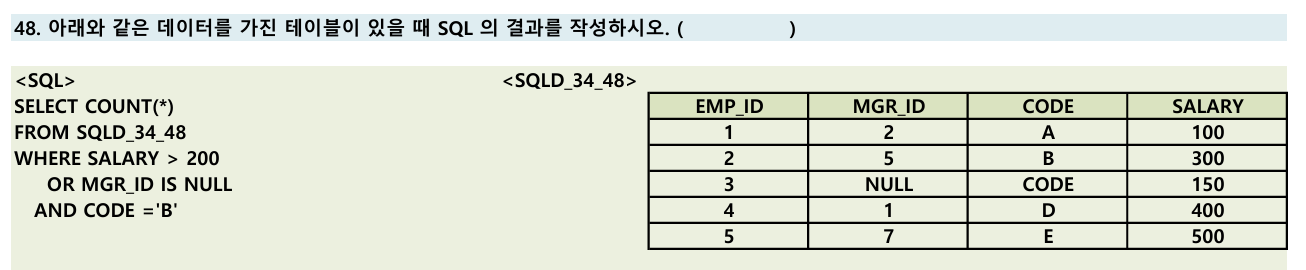 48. 아래와 같은 데이터를 가진 테이블이 있을 때 SQL 의 결과를 작성하시오. ( )
<SQL> <SQLD_34_48>
SELECT COUNT(*)
FROM SQLD_34_48
WHERE SALARY > 200
OR MGR_ID IS NULL
AND CODE ='B'
EMP_ID MGR_ID CODE SALARY
1 2 A 100
2 5 B 300
3 NULL CODE 150
4 1 D 400
5 7 E 500